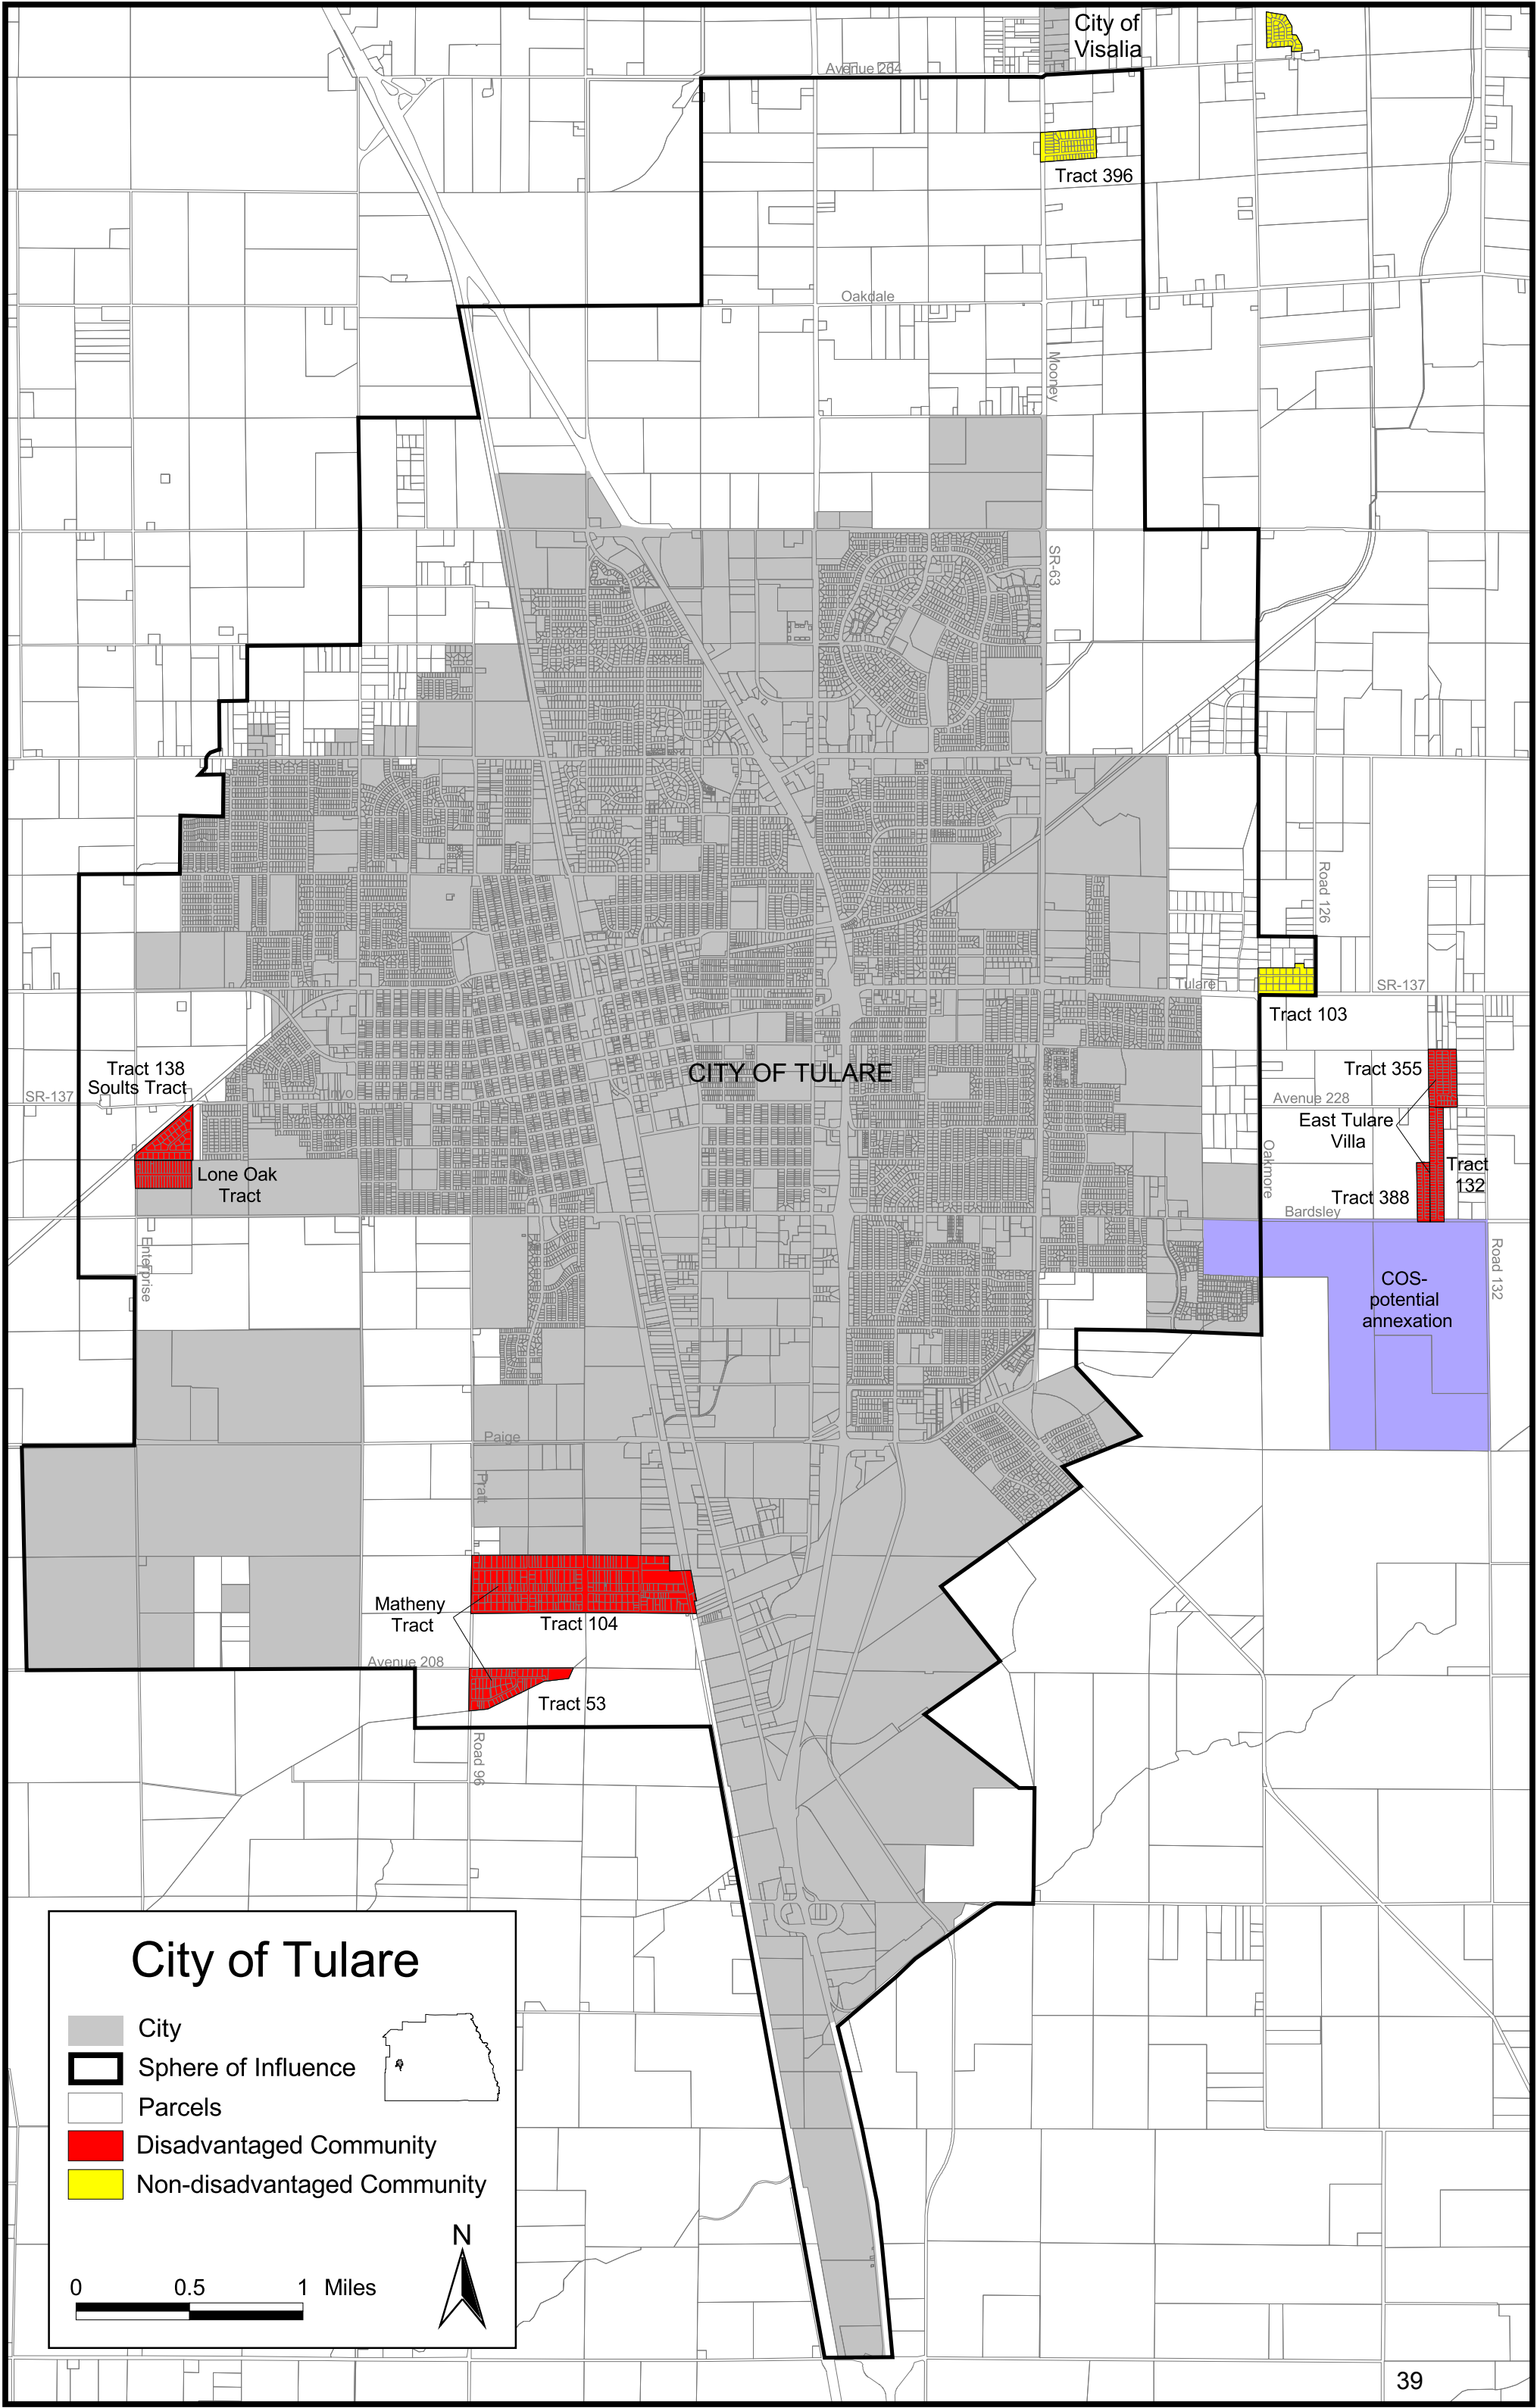 City of
Visalia
Avenue 264
Tract 396
Oakdale
Mooney
SR-63
Road 126
Tulare
SR-137
Tract 103
Tract 138
Soults Tract
SR-137
CITY OF TULARE
Tract 355
Avenue 228
East Tulare
Villa
Oakmore
Lone Oak
Tract
Tract
132
Tract 388
Bardsley
Enterprise
COS-
potential
annexation
Road 132
Paige
Pratt
Matheny
Tract
Tract 104
Avenue 208
Tract 53
Road 96
City of Tulare
City
Sphere of Influence
Parcels
Disadvantaged Community
Non-disadvantaged Community
N
0 0.5 1 Miles
39